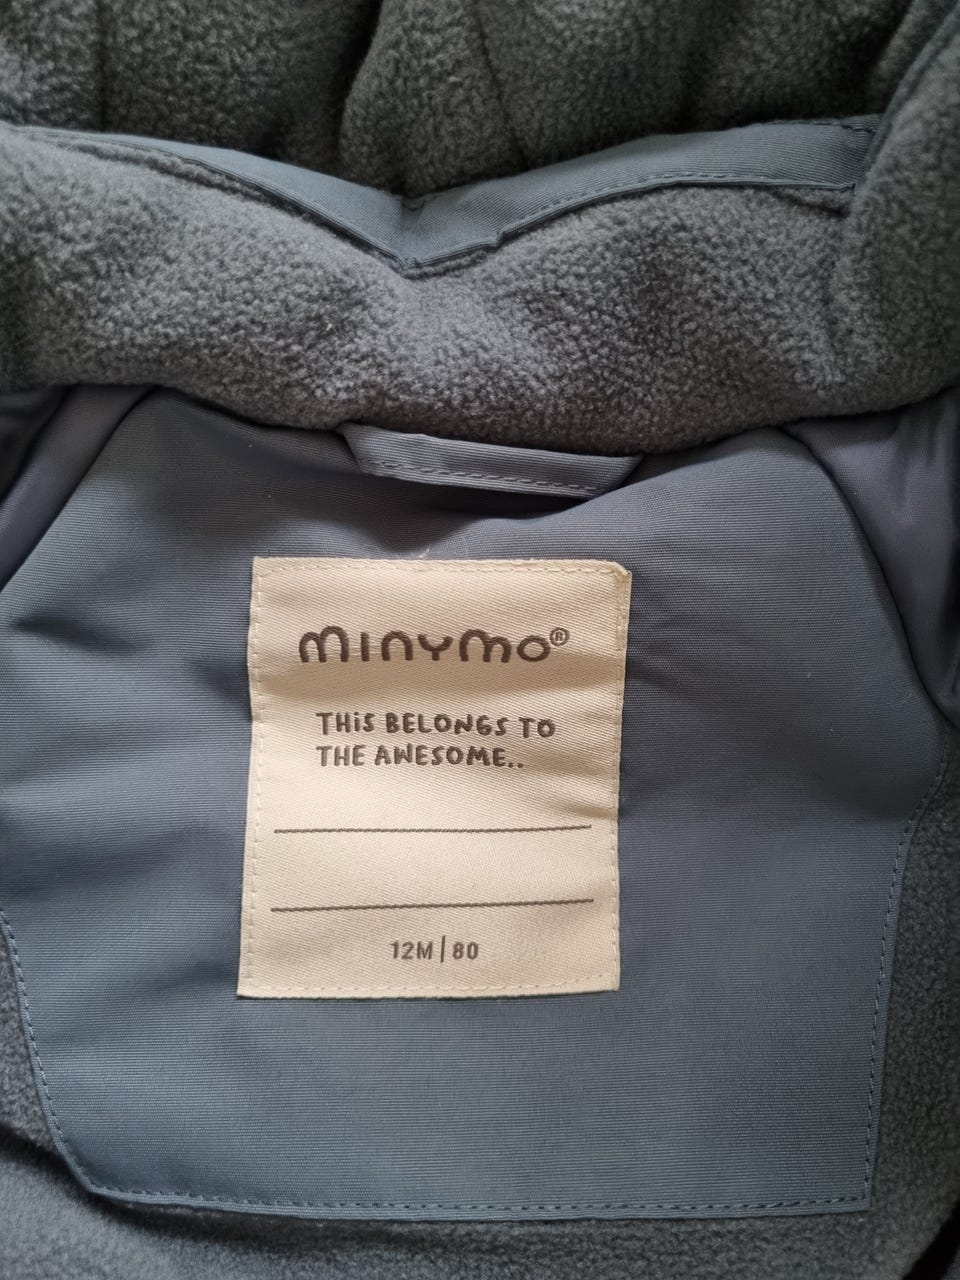 minymo®
THIS BELONGS TO
THE AWESOME..
12M | 80